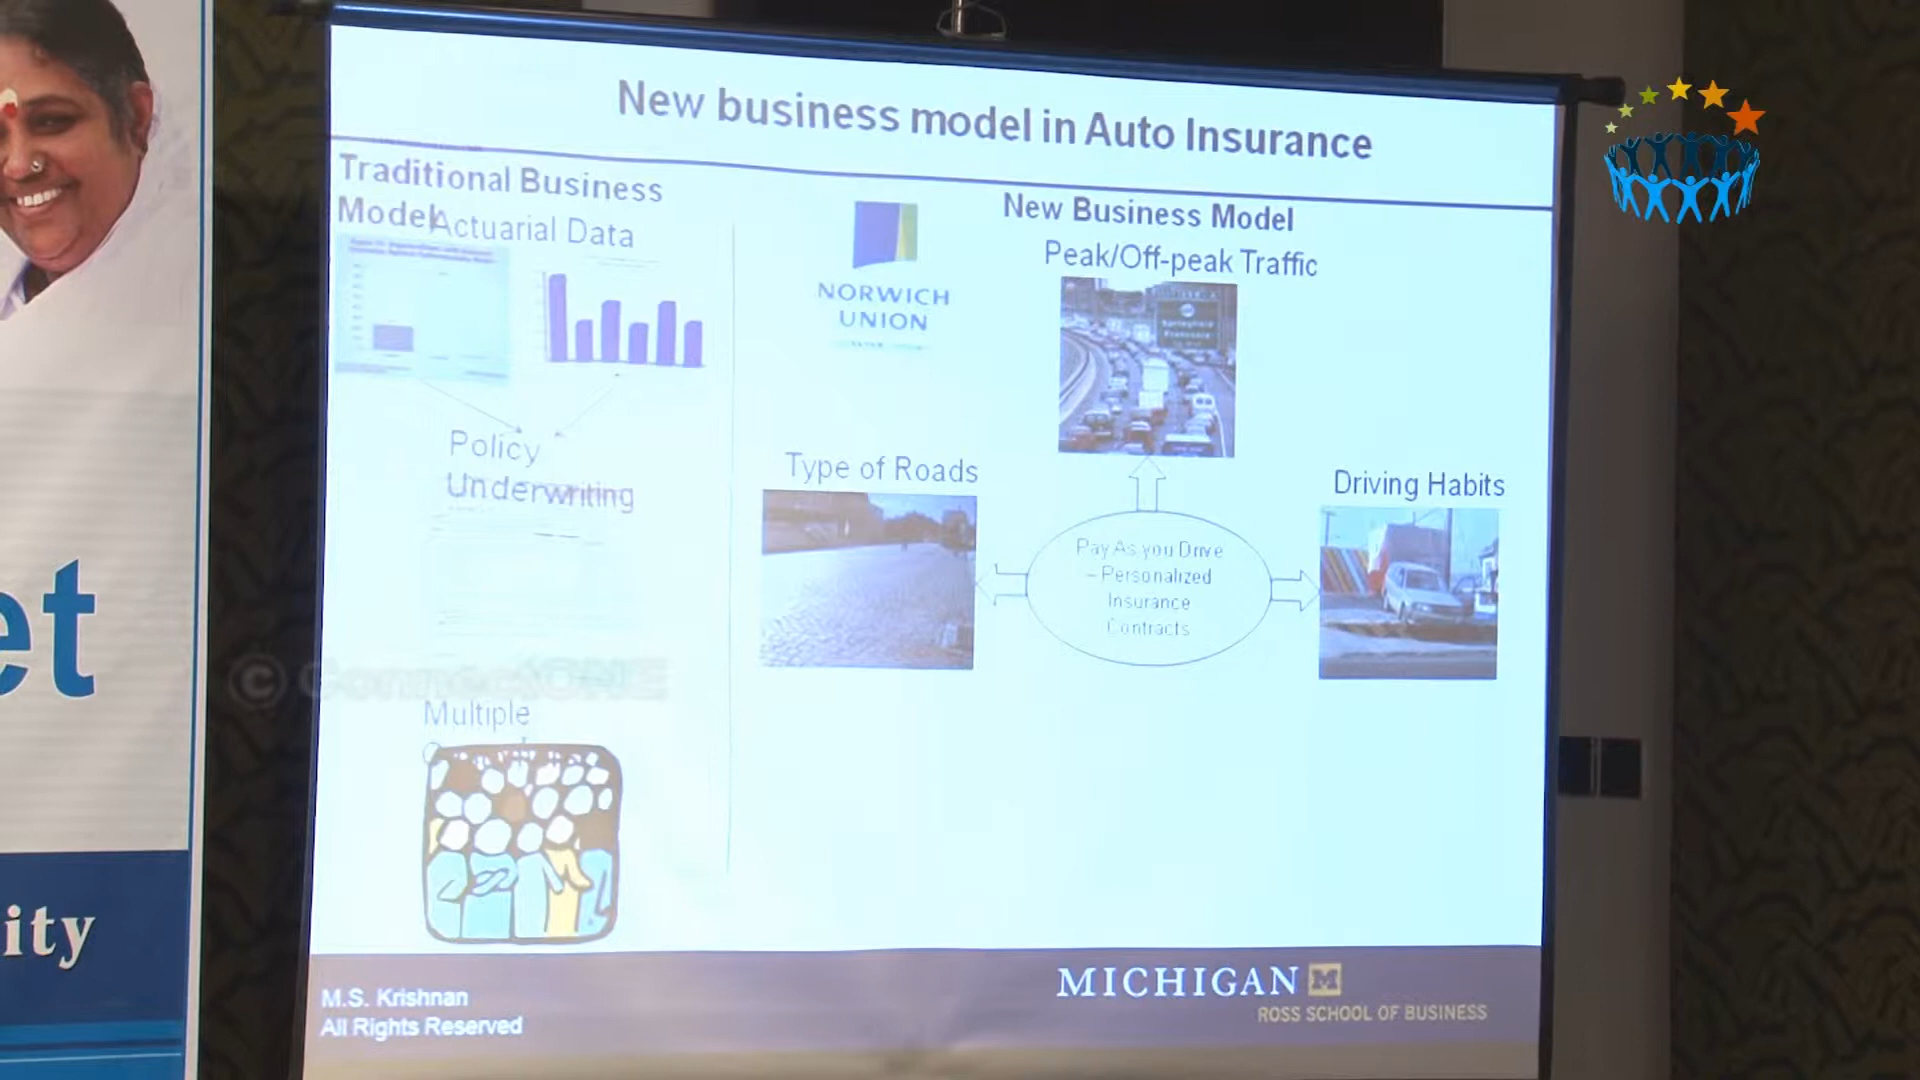 New business model in Auto Insurance
Traditional Business
Model
Actuarial Data
Policy
Underwriting
Multiple
NORWICH
UNION
New Business Model
Peak/Off-peak Traffic
Type of Roads
Driving Habits
Pay As you Drive
– Personalized
Insurance
Contracts
M.S. Krishnan
All Rights Reserved
MICHIGAN M
ROSS SCHOOL OF BUSINESS
© ConnectONE
et
ity